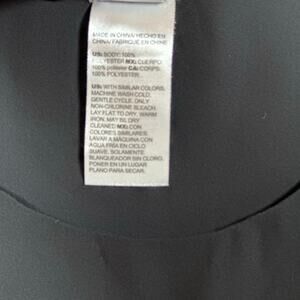 MADE IN CHINA/HECHO EN
CHINA/ FABRIQUÉ EN CHINE
US: BODY: 100%
POLYESTER MX: CUERPO:
100% poliéster CA: CORPS:
100% POLYESTER
US: WITH SIMILAR COLORS,
MACHINE WASH COLD,
GENTLE CYCLE. ONLY
NON-CHLORINE BLEACH.
LAY FLAT TO DRY. WARM
IRON. MAY BE DRY
CLEANED MX: CON
COLORES SIMILARES.
LAVAR A MÁQUINA CON
AGUA FRÍA EN CICLO
SUAVE. SOLAMENTE
BLANQUEADOR SIN CLORO.
PONER EN UN LUGAR
PLANO PARA SECAR.